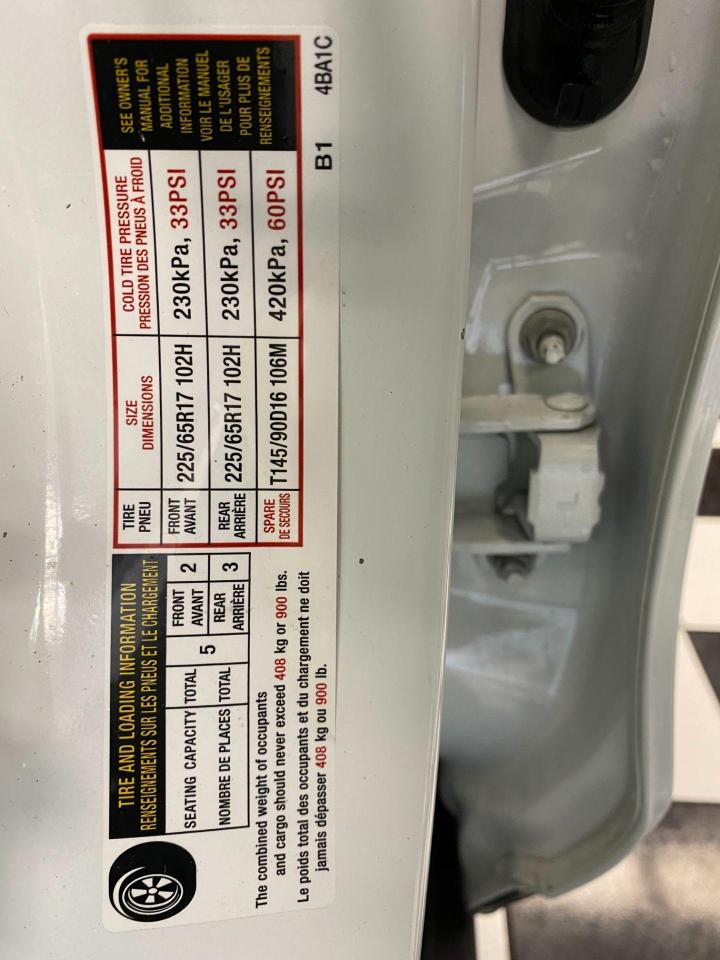 TIRE AND LOADING INFORMATION
RENSEIGNEMENTS SUR LES PNEUS ET LE CHARGEMENT
SEATING CAPACITY TOTAL 5 FRONT AVANT 2
NOMBRE DE PLACES TOTAL REAR ARRIÈRE 3
The combined weight of occupants
and cargo should never exceed 408 kg or 900 lbs.
Le poids total des occupants et du chargement ne doit
jamais dépasser 408 kg ou 900 lb.
TIRE SIZE COLD TIRE PRESSURE
PNEU DIMENSIONS PRESSION DES PNEUS À FROID
FRONT
AVANT
225/65R17 102H 230kPa, 33PSI
REAR
ARRIÈRE
225/65R17 102H 230kPa, 33PSI
SPARE
DE SECOURS
T145/90D16 106M 420kPa, 60PSI
SEE OWNER'S
MANUAL FOR
ADDITIONAL
INFORMATION
VOIR LE MANUEL
DE L'USAGER
POUR PLUS DE
RENSEIGNEMENTS
B1 4BA1C